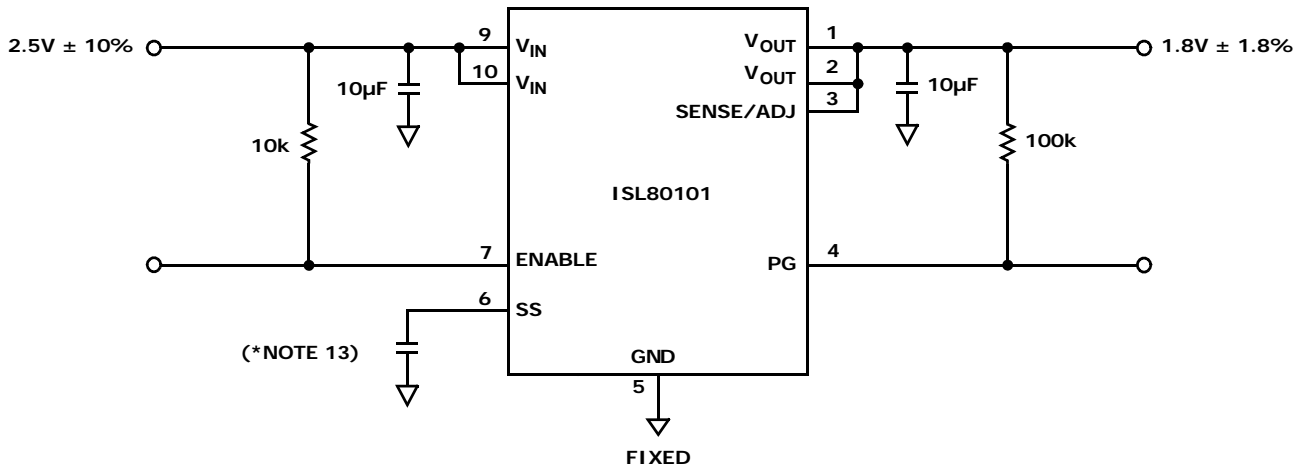 2.5V ± 10%
9
VIN
10
VIN
10µF
10k
7
ENABLE
6
SS
(*NOTE 13)
ISL80101
GND
5
FIXED
VOUT
1
VOUT
2
SENSE/ADJ
3
10µF
1.8V ± 1.8%
100k
PG
4